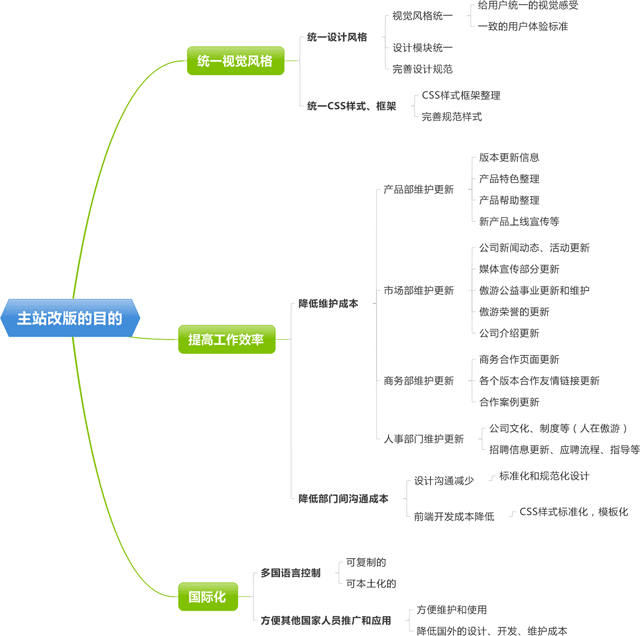 主站改版的目的
统一视觉风格
统一设计风格
视觉风格统一
给用户统一的视觉感受
一致的用户体验标准
设计模块统一
完善设计规范
统一CSS样式、框架
CSS样式框架整理
完善规范样式
提高工作效率
降低维护成本
产品部维护更新
版本更新信息
产品特色整理
产品帮助整理
新产品上线宣传等
市场部维护更新
公司新闻动态、活动更新
媒体宣传部分更新
傲游公益事业更新和维护
傲游荣誉的更新
公司介绍更新
商务部维护更新
商务合作页面更新
各个版本合作友情链接更新
合作案例更新
人事部门维护更新
公司文化、制度等（人在傲游）
招聘信息更新、应聘流程、指导等
降低部门间沟通成本
设计沟通减少
标准化和规范化设计
前端开发成本降低
CSS样式标准化，模板化
国际化
多国语言控制
可复制的
可本土化的
方便其他国家人员推广和应用
方便维护和使用
降低国外的设计、开发、维护成本